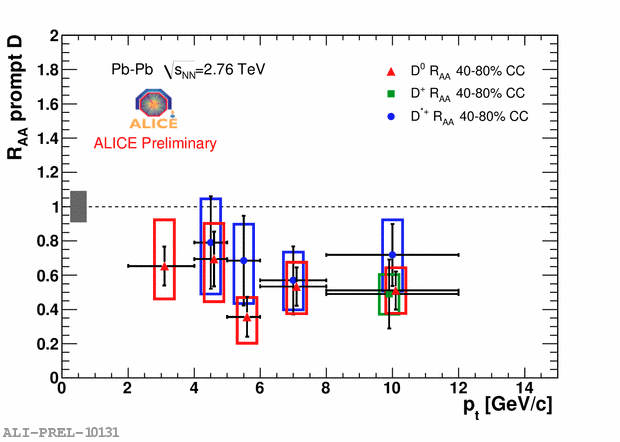 R_AA prompt D
2
1.8
1.6
1.4
1.2
1
0.8
0.6
0.4
0.2
0
Pb-Pb √s_NN=2.76 TeV
ALICE
ALICE Preliminary
D⁰ R_AA 40-80% CC
D⁺ R_AA 40-80% CC
D*⁺ R_AA 40-80% CC
0 2 4 6 8 10 12 14
p_t [GeV/c]
ALI-PREL-10131